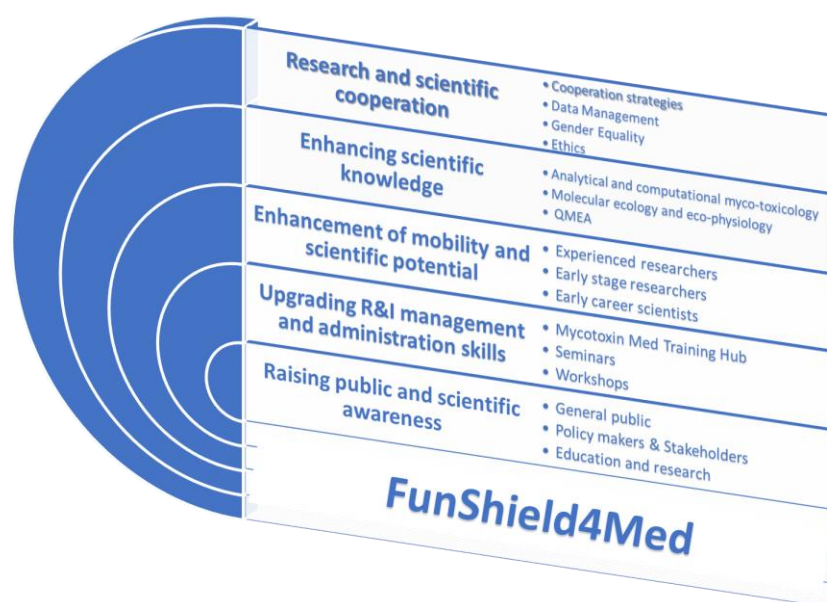 Research and scientific
cooperation
• Cooperation strategies
• Data Management
• Gender Equality
• Ethics
Enhancing scientific
knowledge
• Analytical and computational myco-toxicology
• Molecular ecology and eco-physiology
• QMEA
Enhancement of mobility and
scientific potential
• Experienced researchers
• Early stage researchers
• Early career scientists
Upgrading R&I management
and administration skills
• Mycotoxin Med Training Hub
• Seminars
• Workshops
Raising public and scientific
awareness
• General public
• Policy makers & Stakeholders
• Education and research
FunShield4Med